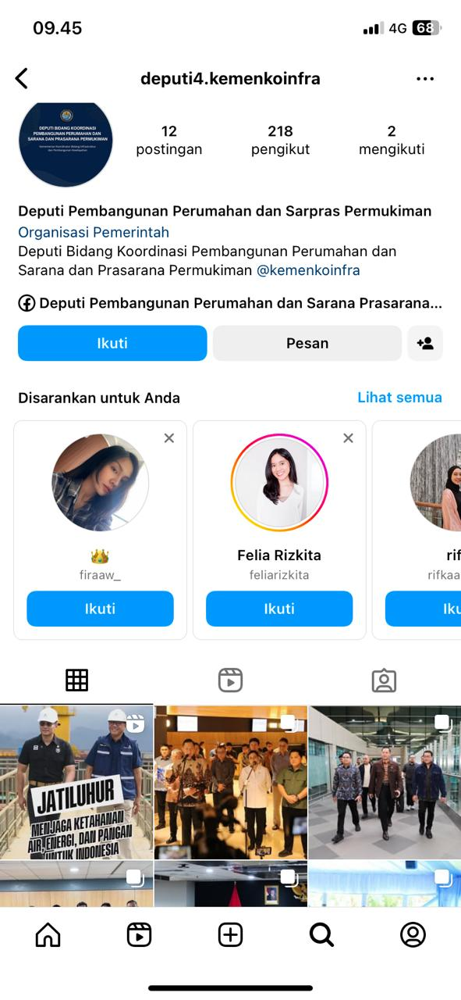 09.45
4G 68
deputi4.kemenkoinfra
DEPUTI BIDANG KOORDINASI
PEMBANGUNAN PERUMAHAN DAN
SARANA DAN PRASARANA PERMUKIMAN
Kementerian Koordinator Bidang Infrastruktur
dan Pembangunan Kewilayahan
12
postingan
218
pengikut
2
mengikuti
Deputi Pembangunan Perumahan dan Sarpras Permukiman
Organisasi Pemerintah
Deputi Bidang Koordinasi Pembangunan Perumahan dan
Sarana dan Prasarana Permukiman @kemenkoinfra
Deputi Pembangunan Perumahan dan Sarana Prasarana...
Ikuti
Pesan
Disarankan untuk Anda
Lihat semua
firaaw_
Ikuti
Felia Rizkita
feliarizkita
Ikuti
rif
rifkaa
Iku
JATILUHUR
MENJAGA KETAHANAN
AIR, ENERGI, DAN PANGAN
UNTUK INDONESIA